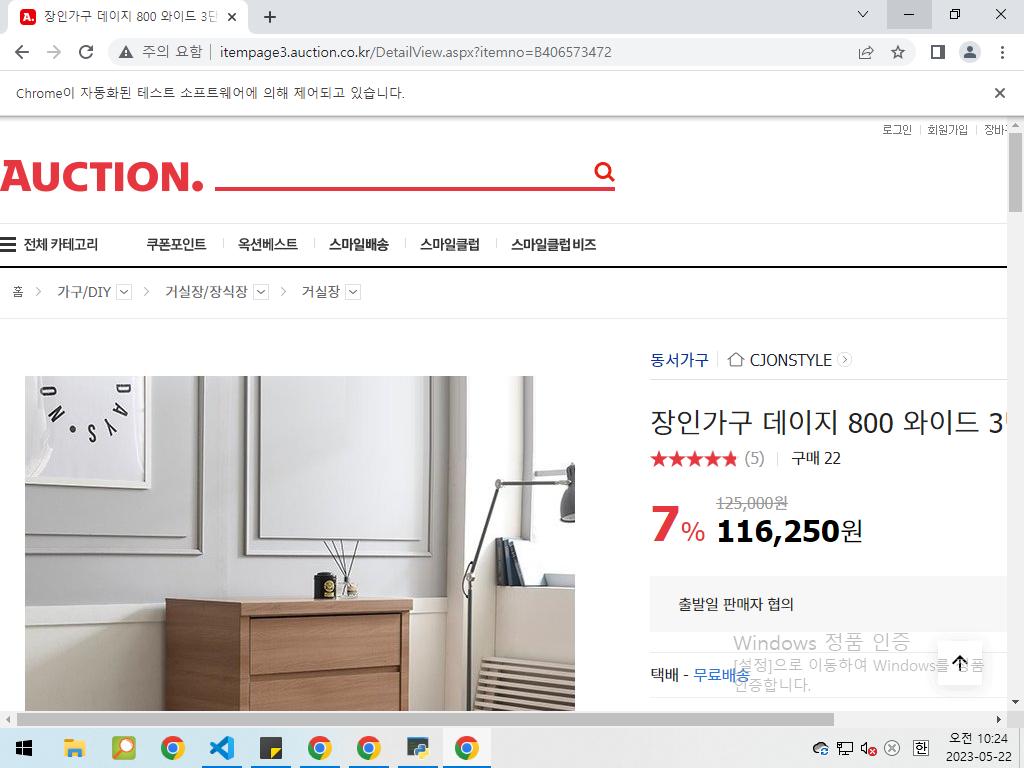 장인가구 데이지 800 와이드 3단
주의 요함
itempage3.auction.co.kr/DetailView.aspx?itemno=B406573472
Chrome이 자동화된 테스트 소프트웨어에 의해 제어되고 있습니다.
로그인 회원가입 장바
AUCTION.
전체 카테고리 쿠폰포인트 옥션베스트 스마일배송 스마일클럽 스마일클럽 비즈
홈 가구/DIY 거실장/장식장 거실장
동서가구 CJONSTYLE
장인가구 데이지 800 와이드 3
(5) 구매 22
125,000원
7% 116,250원
출발일 판매자 협의
택배 - 무료배송
Windows 정품 인증
[설정]으로 이동하여 Windows를 정품
인증합니다.
DAYS.NO
한
오전 10:24
2023-05-22